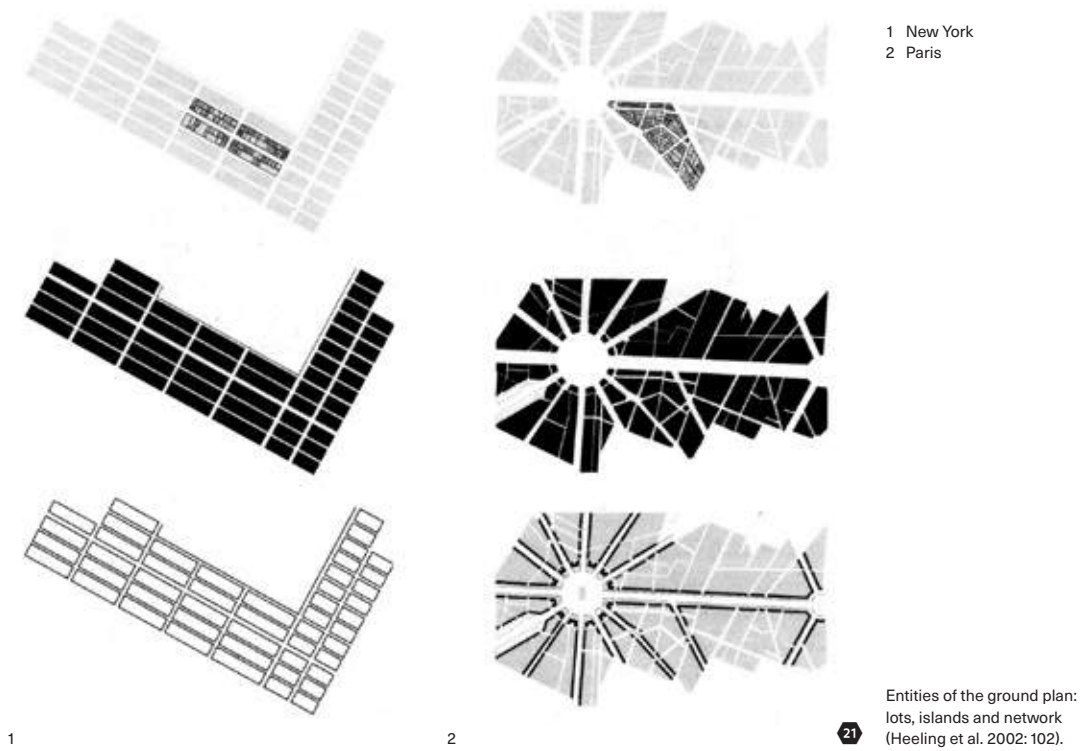 1 New York
2 Paris
1
2
21
Entities of the ground plan:
lots, islands and network
(Heeling et al. 2002: 102).